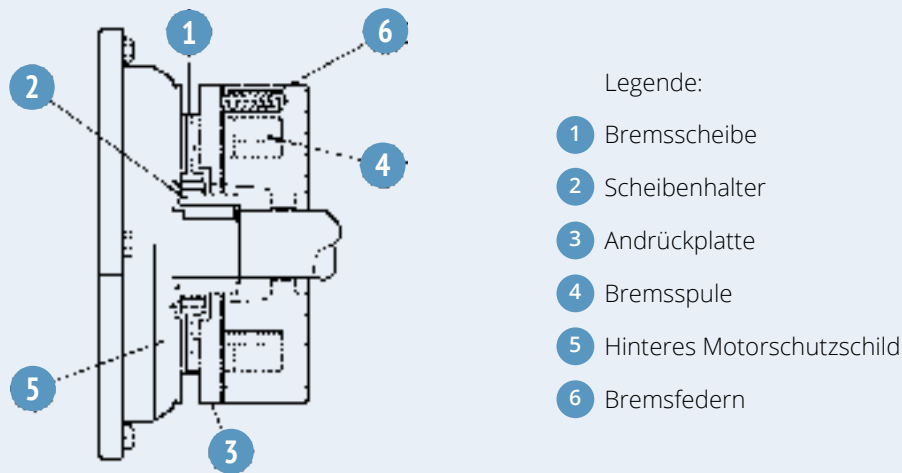 1
6
2
4
5
3
Legende:
1 Bremsscheibe
2 Scheibenhalter
3 Andrückplatte
4 Bremsspule
5 Hinteres Motorschutzschild
6 Bremsfedern